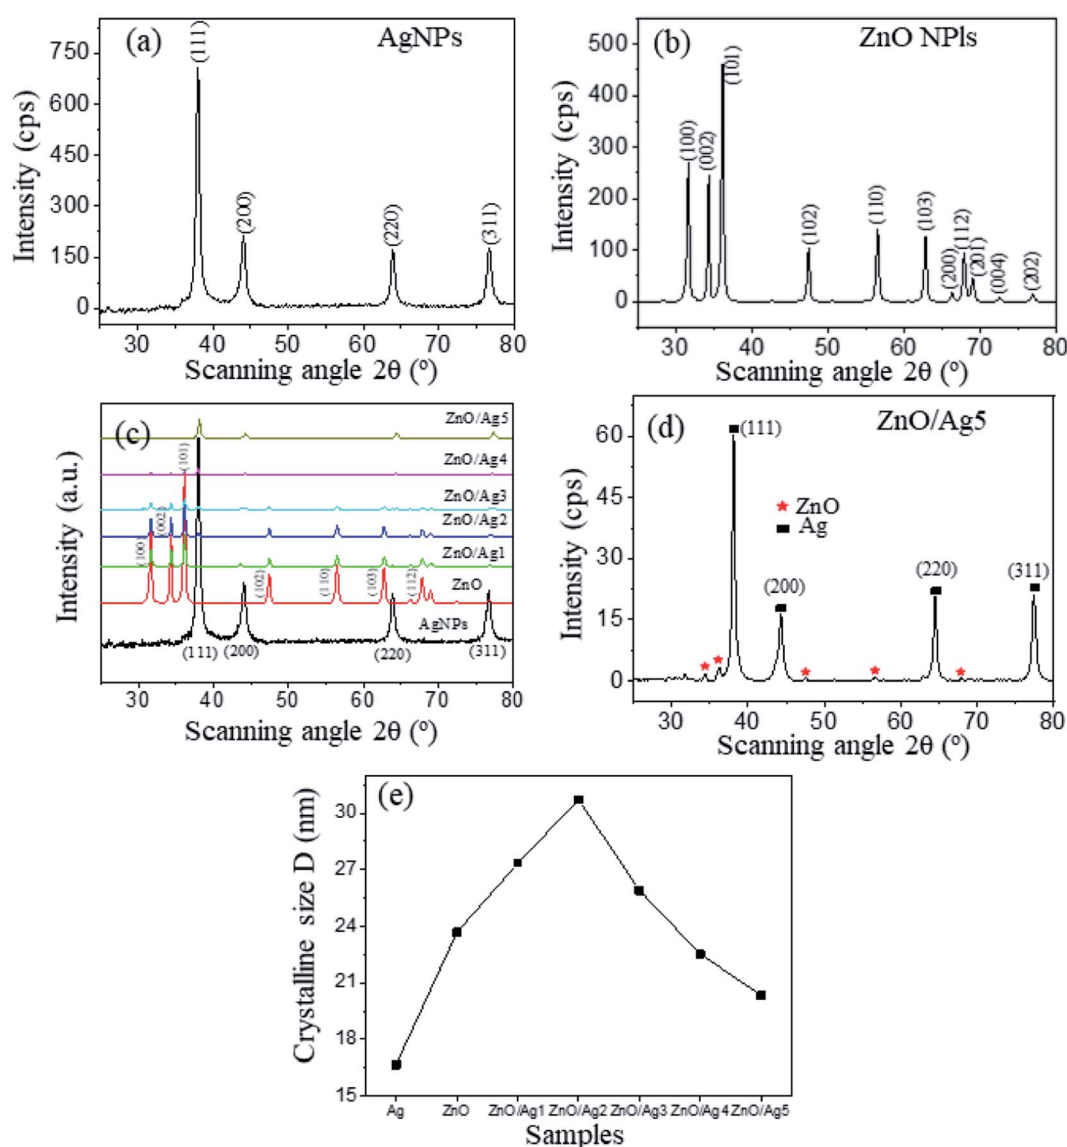 (a)
AgNPs
Intensity (cps)
750
600
450
300
150
0
(111)
(200)
(220)
(311)
30 40 50 60 70 80
Scanning angle 2θ (º)
(b)
ZnO NPls
Intensity (cps)
500
400
300
200
100
0
(100)
(002)
(101)
(102)
(110)
(103)
(200)
(112)
(201)
(004)
(202)
30 40 50 60 70 80
Scanning angle 2θ (º)
(c)
Intensity (a.u.)
ZnO/Ag5
ZnO/Ag4
ZnO/Ag3
ZnO/Ag2
ZnO/Ag1
ZnO
AgNPs
(100)
(002)
(101)
(102)
(110)
(103)
(112)
(111) (200) (220) (311)
30 40 50 60 70 80
Scanning angle 2θ (º)
(d)
ZnO/Ag5
Intensity (cps)
60
45
30
15
0
(111)
ZnO
Ag
(200)
(220)
(311)
30 40 50 60 70 80
Scanning angle 2θ (º)
(e)
Crystalline size D (nm)
30
27
24
21
18
15
Ag ZnO ZnO/Ag1 ZnO/Ag2 ZnO/Ag3 ZnO/Ag4 ZnO/Ag5
Samples